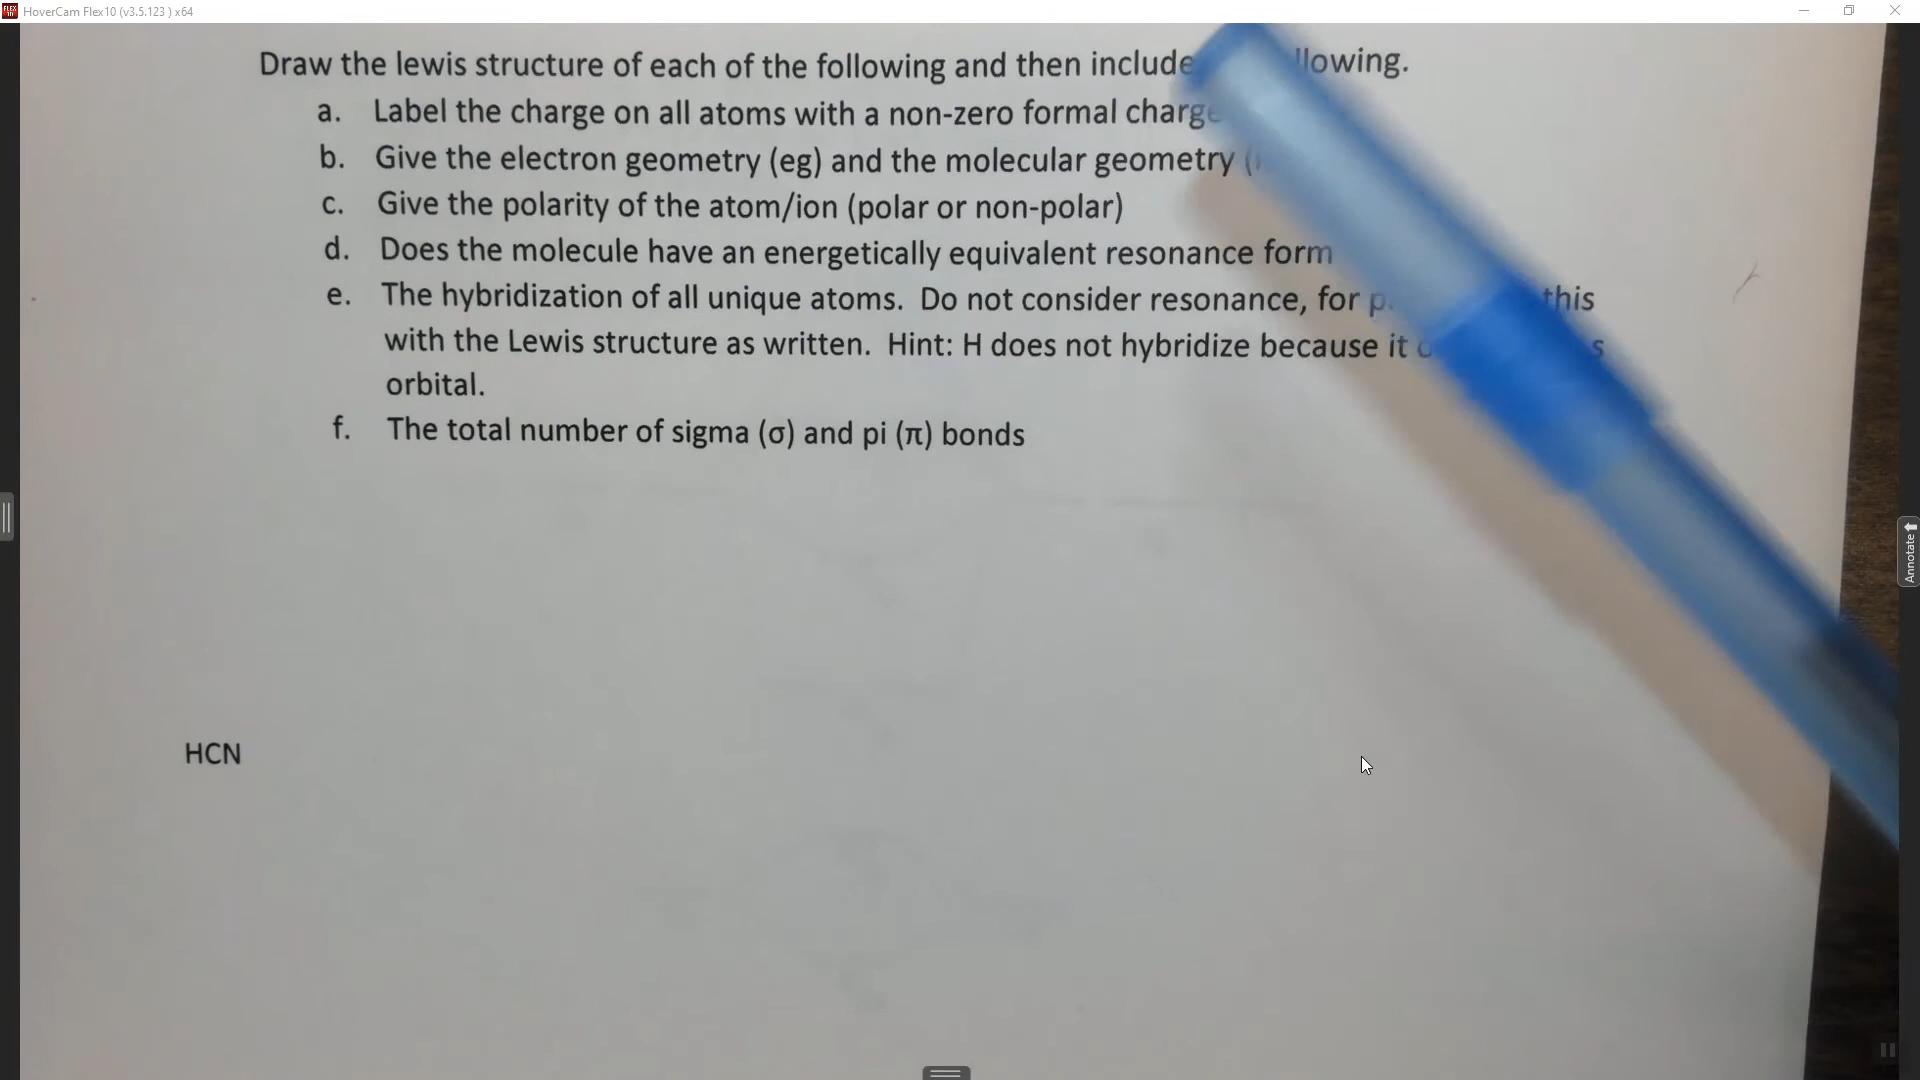 HoverCam Flex10 (v3.5.123 ) x64
Draw the lewis structure of each of the following and then include llowing.
a. Label the charge on all atoms with a non-zero formal charge
b. Give the electron geometry (eg) and the molecular geometry (
c. Give the polarity of the atom/ion (polar or non-polar)
d. Does the molecule have an energetically equivalent resonance form
e. The hybridization of all unique atoms. Do not consider resonance, for p this
with the Lewis structure as written. Hint: H does not hybridize because it s
orbital.
f. The total number of sigma (σ) and pi (π) bonds
Annotate
HCN